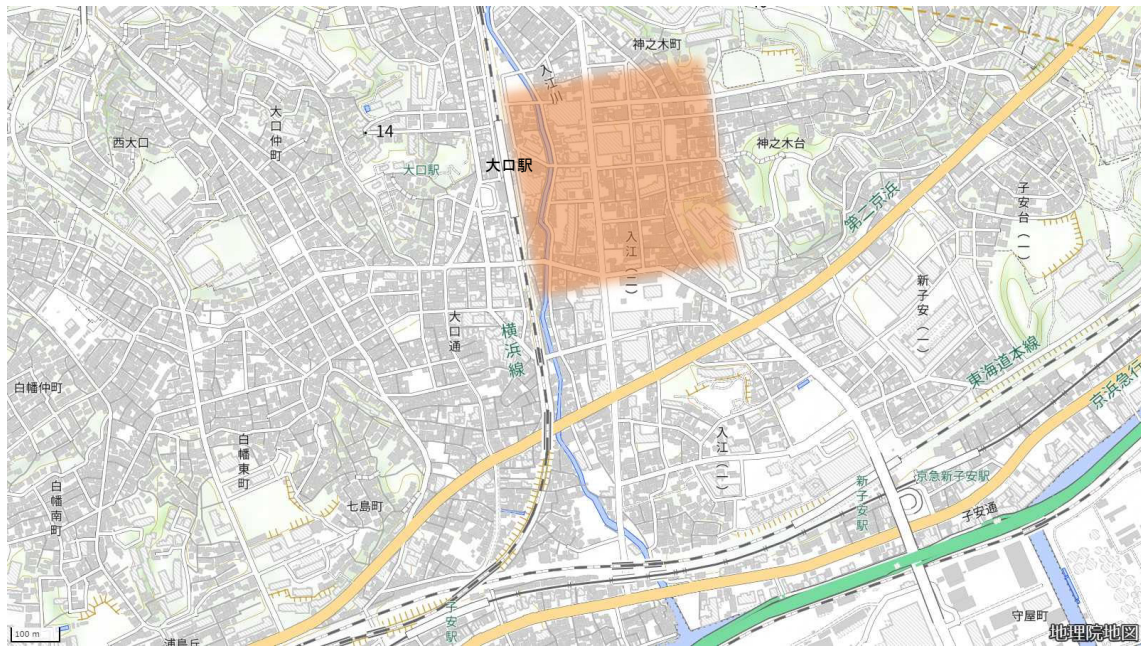 神之木町
入江川
大口仲町
14
西大口
大口駅
大口駅
神之木台
第二京浜
子安台(一)
入江(二)
新子安(一)
大口通
横浜線
東海道本線
白幡仲町
京浜急行
白幡東町
入江(一)
白幡南町
七島町
新子安駅
京急新子安駅
子安通
子安駅
守屋町
浦島丘
100 m
地理院地図